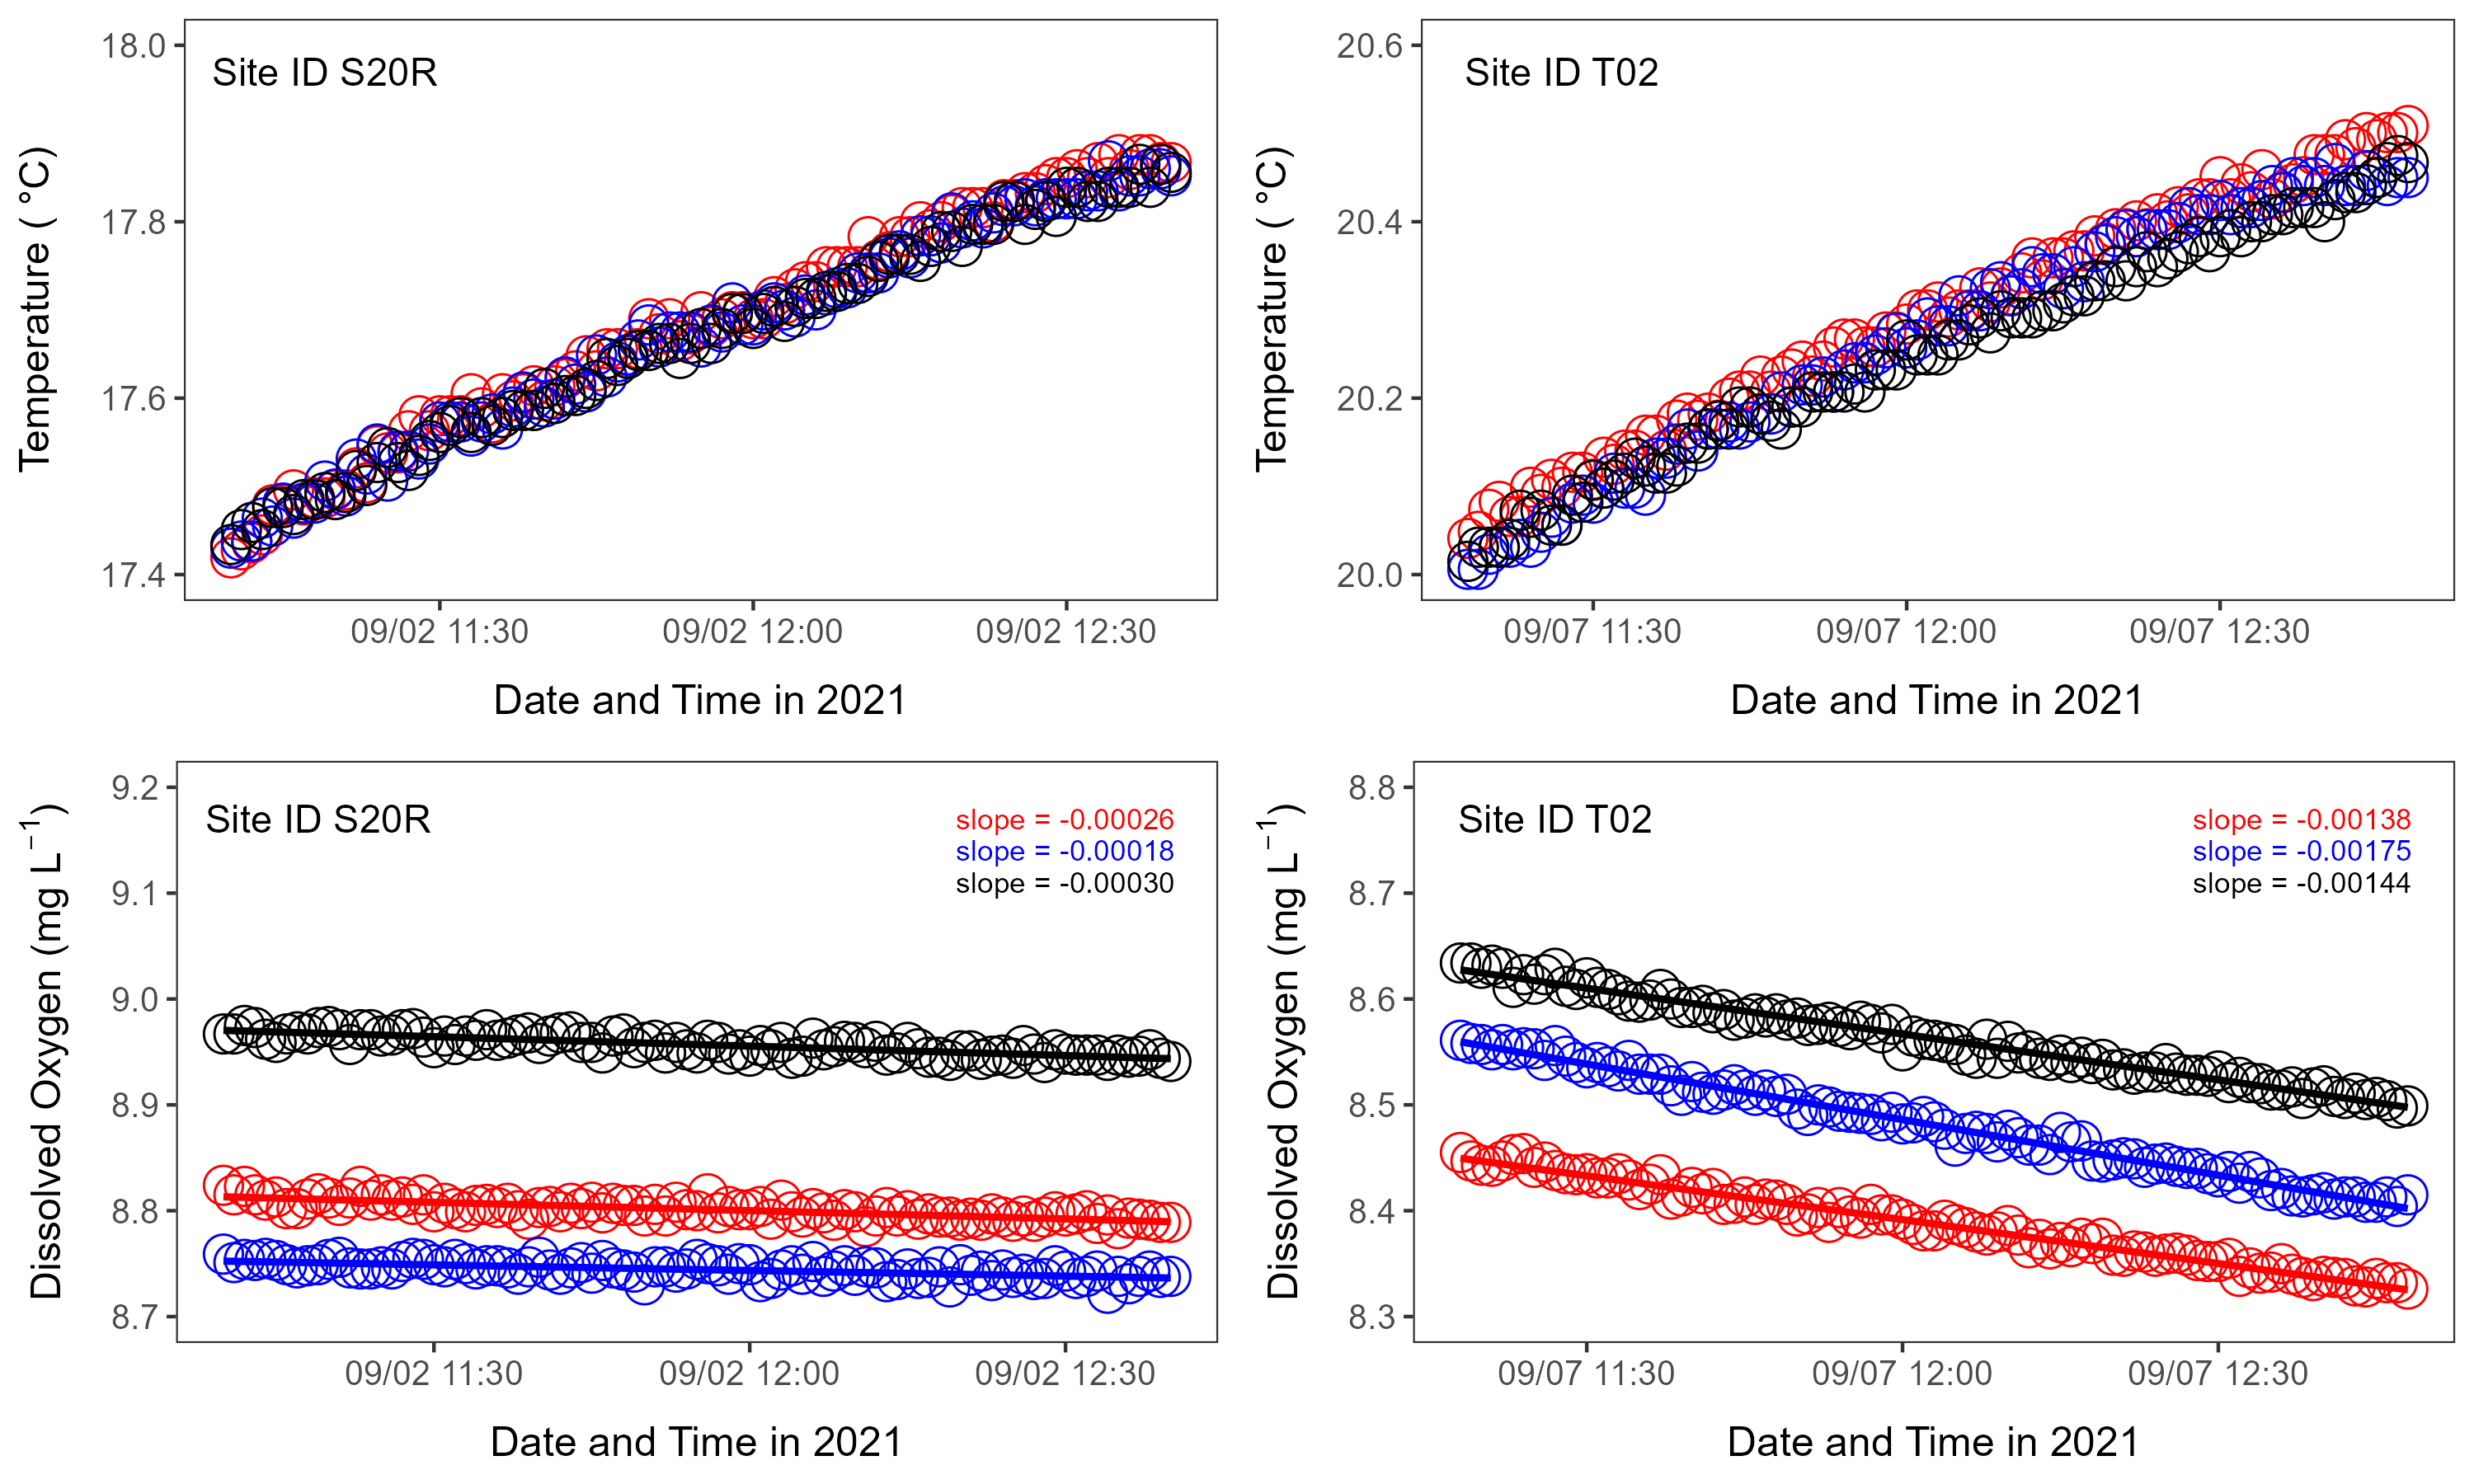 Site ID S20R
Temperature ( °C)
18.0
17.8
17.6
17.4
09/02 11:30
09/02 12:00
09/02 12:30
Date and Time in 2021
Site ID T02
Temperature ( °C)
20.6
20.4
20.2
20.0
09/07 11:30
09/07 12:00
09/07 12:30
Date and Time in 2021
Site ID S20R
slope = -0.00026
slope = -0.00018
slope = -0.00030
Dissolved Oxygen (mg L⁻¹)
9.2
9.1
9.0
8.9
8.8
8.7
09/02 11:30
09/02 12:00
09/02 12:30
Date and Time in 2021
Site ID T02
slope = -0.00138
slope = -0.00175
slope = -0.00144
Dissolved Oxygen (mg L⁻¹)
8.8
8.7
8.6
8.5
8.4
8.3
09/07 11:30
09/07 12:00
09/07 12:30
Date and Time in 2021